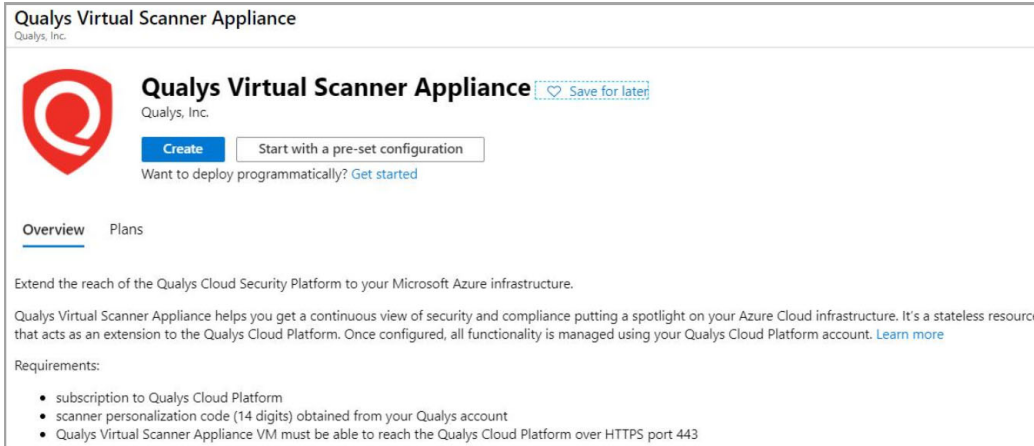 Qualys Virtual Scanner Appliance
Qualys, Inc.
Qualys Virtual Scanner Appliance
Save for later
Qualys, Inc.
Create
Start with a pre-set configuration
Want to deploy programmatically? Get started
Overview
Plans
Extend the reach of the Qualys Cloud Security Platform to your Microsoft Azure infrastructure.
Qualys Virtual Scanner Appliance helps you get a continuous view of security and compliance putting a spotlight on your Azure Cloud infrastructure. It's a stateless resource
that acts as an extension to the Qualys Cloud Platform. Once configured, all functionality is managed using your Qualys Cloud Platform account. Learn more
Requirements:
• subscription to Qualys Cloud Platform
• scanner personalization code (14 digits) obtained from your Qualys account
• Qualys Virtual Scanner Appliance VM must be able to reach the Qualys Cloud Platform over HTTPS port 443